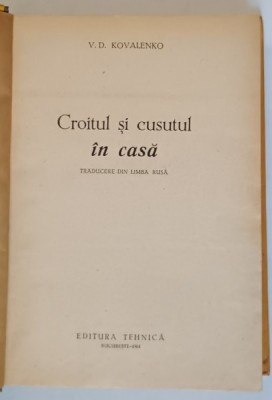 V. D. KOVALENKO
Croitul și cusutul
în casă
TRADUCERE DIN LIMBA RUSĂ
EDITURA TEHNICĂ